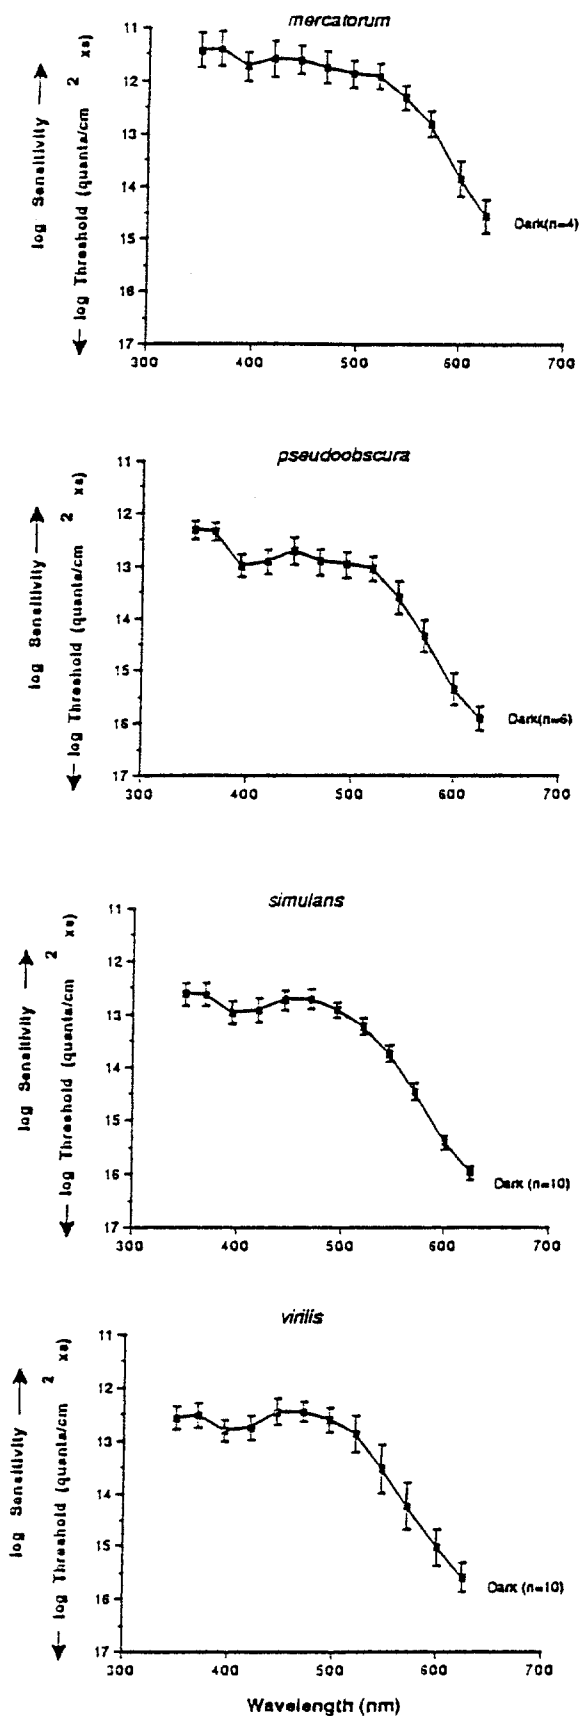 mercatorum
log Sensitivity →
← log Threshold (quanta/cm 2 xs)
11
12
13
14
15
16
17
300 400 500 600 700
Dark(n=4)
pseudoobscura
log Sensitivity →
← log Threshold (quanta/cm 2 xs)
11
12
13
14
15
16
17
300 400 500 600 700
Dark(n=6)
simulans
log Sensitivity →
← log Threshold (quanta/cm 2 xs)
11
12
13
14
15
16
17
300 400 500 600 700
Dark (n=10)
virilis
log Sensitivity →
← log Threshold (quanta/cm 2 xs)
11
12
13
14
15
16
17
300 400 500 600 700
Dark (n=10)
Wavelength (nm)